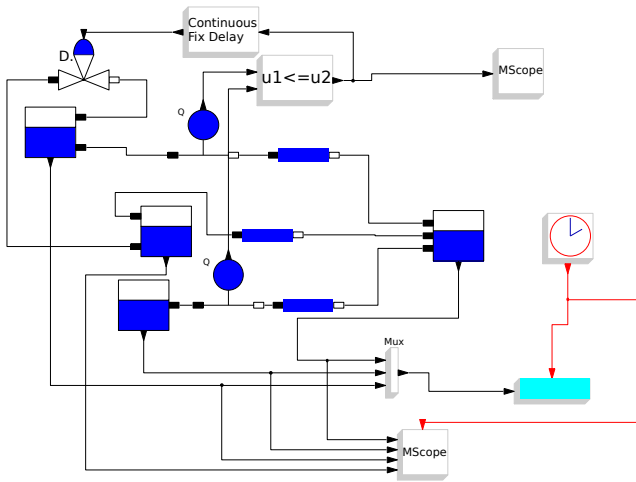 Continuous
Fix Delay
D.
u1<=u2
MScope
Q
Q
Mux
MScope